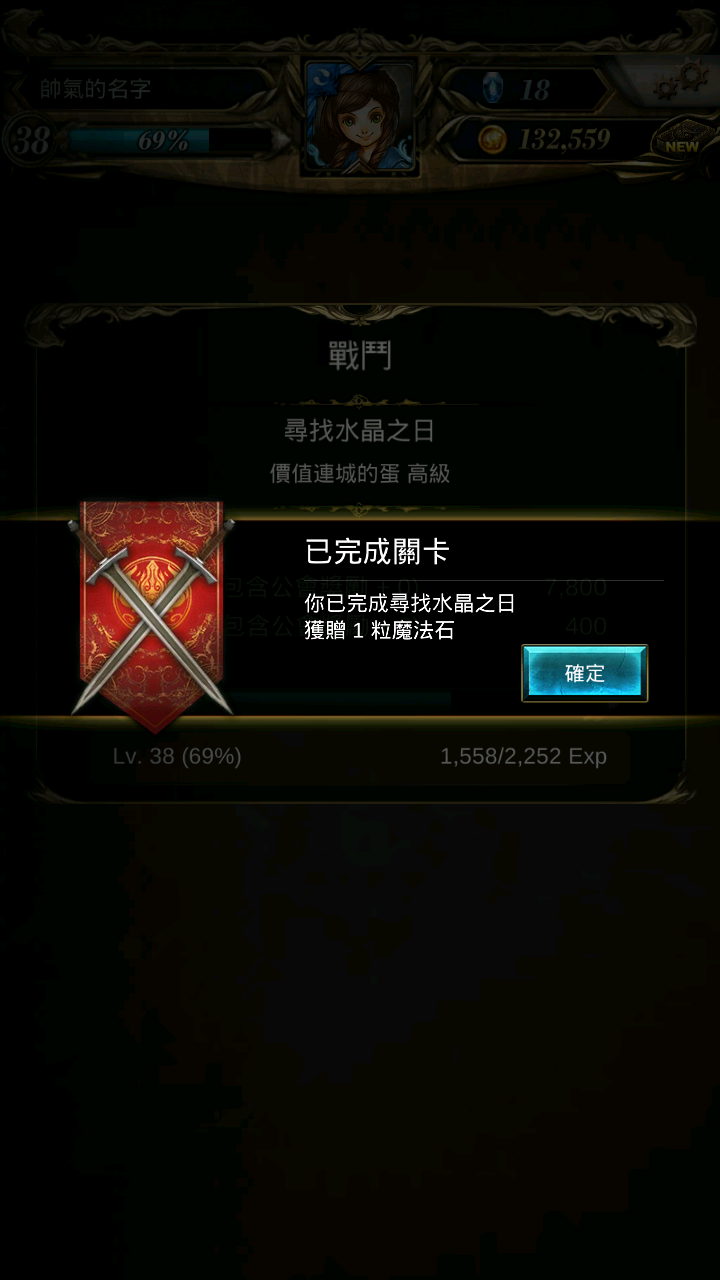 帥氣的名字
18
38
69%
132,559
NEW
戰鬥
尋找水晶之日
價值連城的蛋 高級
已完成關卡
7,800
你已完成尋找水晶之日
400
獲贈 1 粒魔法石
確定
Lv. 38 (69%)
1,558/2,252 Exp